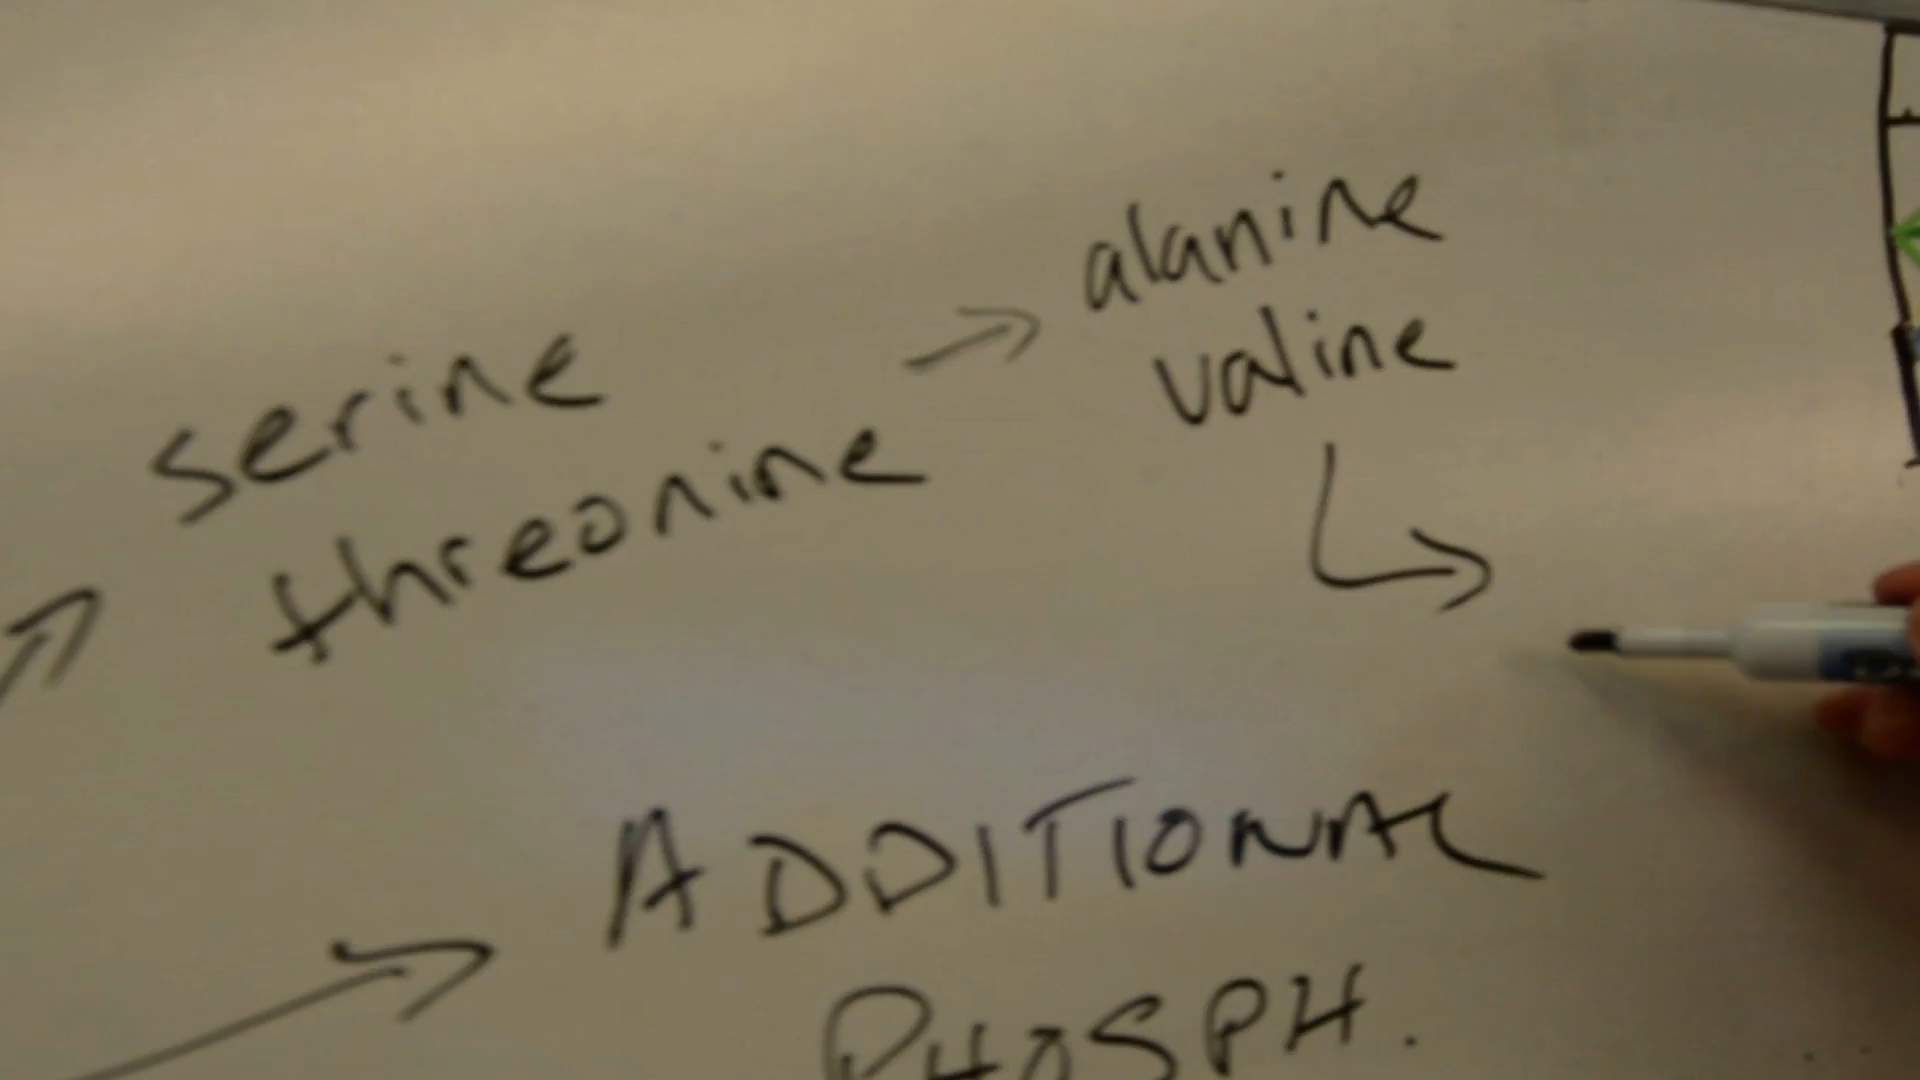 serine
threonine
→ alanine
valine
ADDITIONAL
PHOSPH.